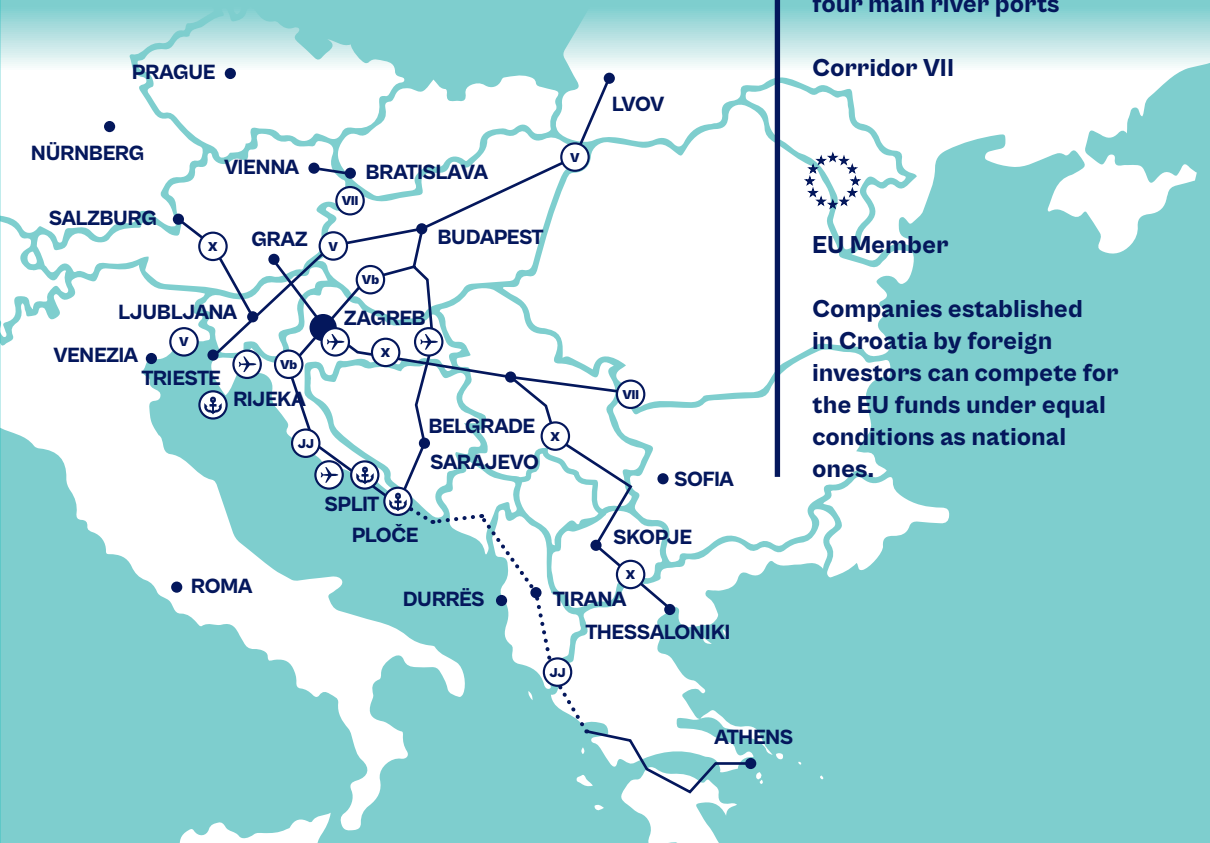 four main river ports
Corridor VII
PRAGUE
LVOV
NÜRNBERG
V
VIENNA
BRATISLAVA
VII
SALZBURG
X
GRAZ
V
BUDAPEST
EU Member
Vb
LJUBLJANA
ZAGREB
V
X
VENEZIA
TRIESTE
Vb
RIJEKA
VII
Companies established
in Croatia by foreign
investors can compete for
the EU funds under equal
conditions as national
ones.
BELGRADE
X
JJ
SARAJEVO
SPLIT
SOFIA
PLOČE
SKOPJE
X
ROMA
DURRËS
TIRANA
THESSALONIKI
JJ
ATHENS